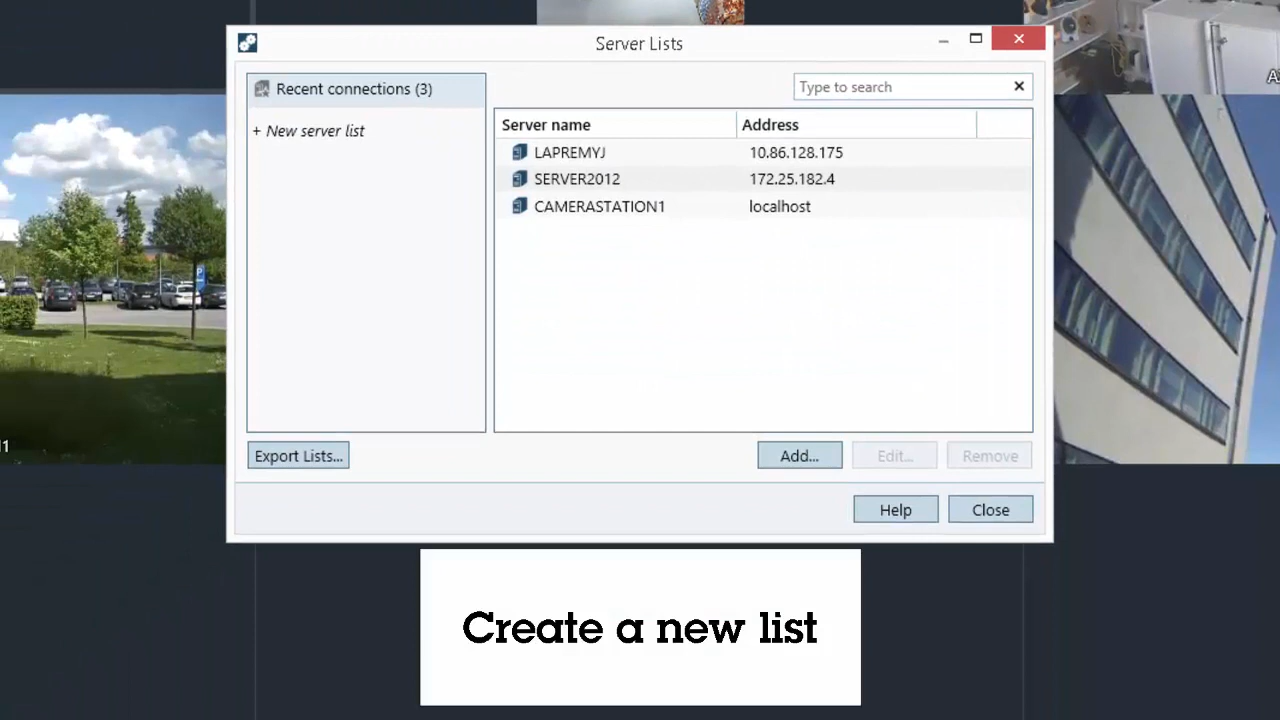 Server Lists
Recent connections (3)
Type to search
+ New server list
Server name Address
LAPREMYJ 10.86.128.175
SERVER2012 172.25.182.4
CAMERASTATION1 localhost
Export Lists...
Add...
Edit...
Remove
Help
Close
Create a new list